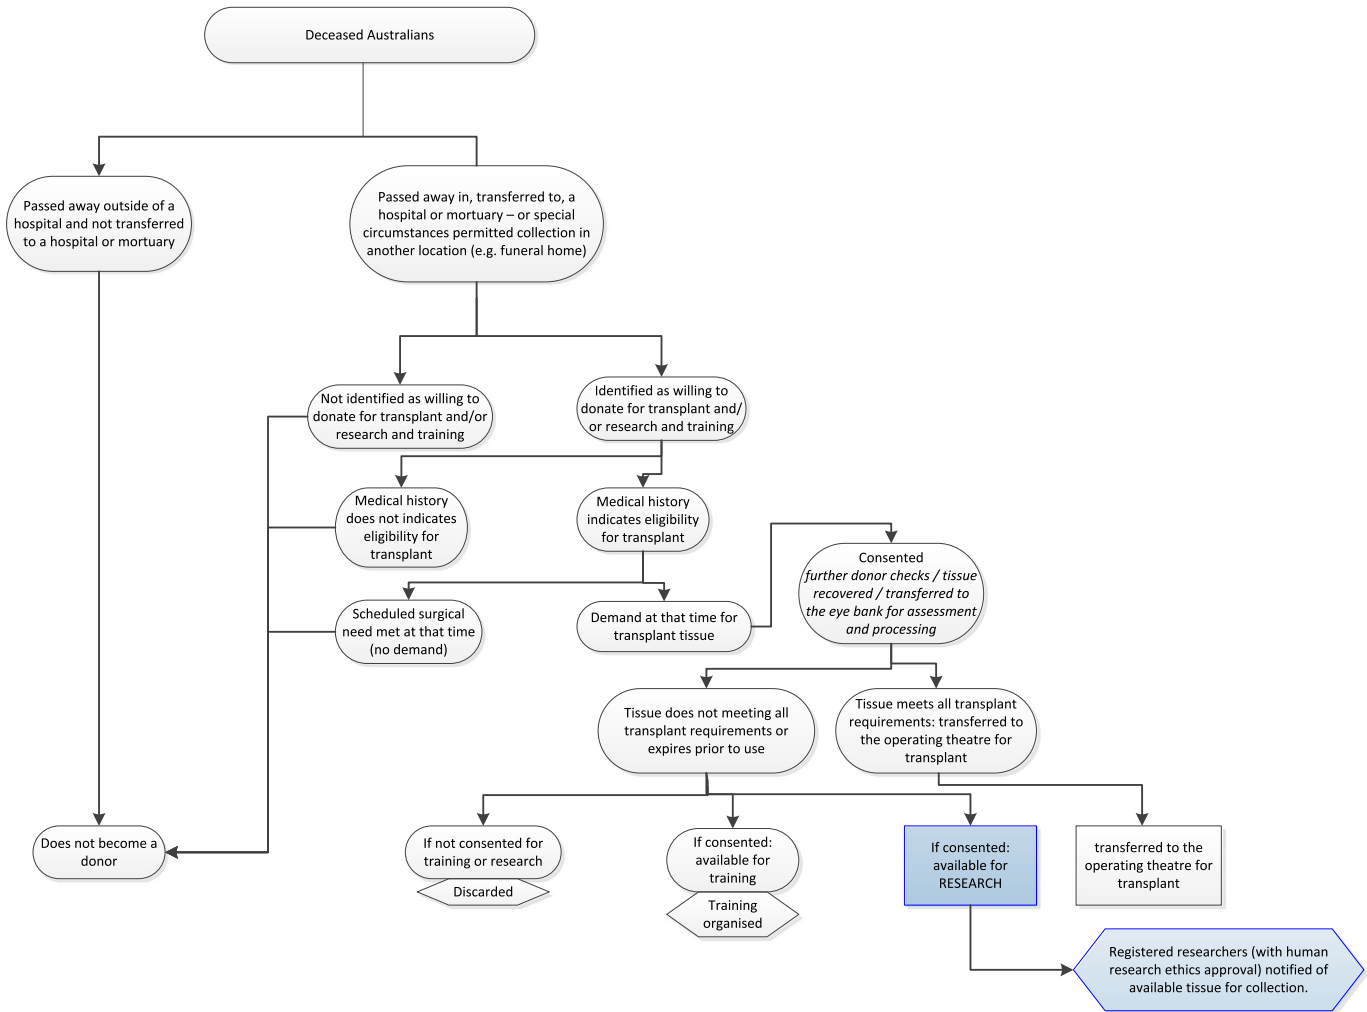 Deceased Australians
Passed away outside of a
hospital and not transferred
to a hospital or mortuary
Passed away in, transferred to, a
hospital or mortuary – or special
circumstances permitted collection in
another location (e.g. funeral home)
Not identified as willing to
donate for transplant and/or
research and training
Identified as willing to
donate for transplant and/
or research and training
Medical history
does not indicates
eligibility for
transplant
Medical history
indicates eligibility
for transplant
Consented
further donor checks / tissue
recovered / transferred to
the eye bank for assessment
and processing
Scheduled surgical
need met at that time
(no demand)
Demand at that time for
transplant tissue
Tissue does not meeting all
transplant requirements or
expires prior to use
Tissue meets all transplant
requirements: transferred to
the operating theatre for
transplant
Does not become a
donor
If not consented for
training or research
Discarded
If consented:
available for
training
Training
organised
If consented:
available for
RESEARCH
transferred to the
operating theatre for
transplant
Registered researchers (with human
research ethics approval) notified of
available tissue for collection.